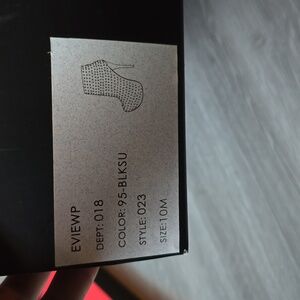 EVIEWP
DEPT: 018
COLOR: 95-BLKSU
STYLE: 023
SIZE: 10M